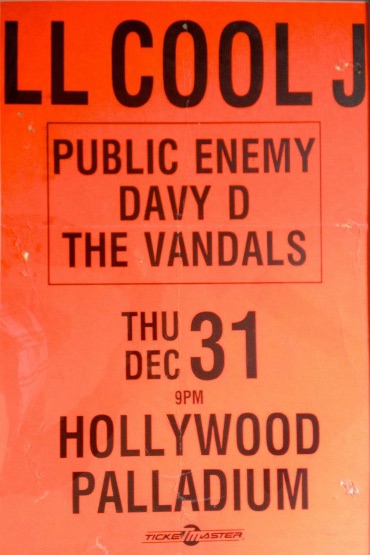 LL COOL J
PUBLIC ENEMY
DAVY D
THE VANDALS
THU
DEC
31
9PM
HOLLYWOOD
PALLADIUM
TICKETMASTER